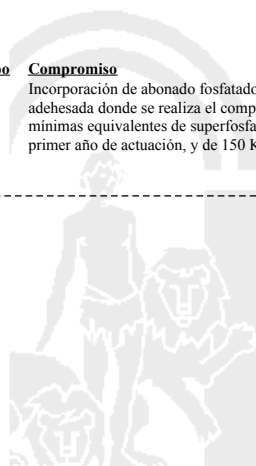 po Compromiso
Incorporación de abonado fosfatado
adehesada donde se realiza el comp
mínimas equivalentes de superfosfa
primer año de actuación, y de 150 K